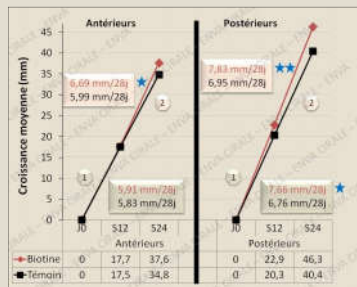 Antérieurs
Postérieurs
Croissance moyenne (mm)
45
40
35
30
25
20
15
10
5
0
6,69 mm/28j
5,99 mm/28j
7,83 mm/28j
6,95 mm/28j
2
2
1
1
5,91 mm/28j
5,83 mm/28j
7,66 mm/28j
6,76 mm/28j
J0 S12 S24 J0 S12 S24
Antérieurs Postérieurs
Biotine 0 17,7 37,6 0 22,9 46,3
Témoin 0 17,5 34,8 0 20,3 40,4